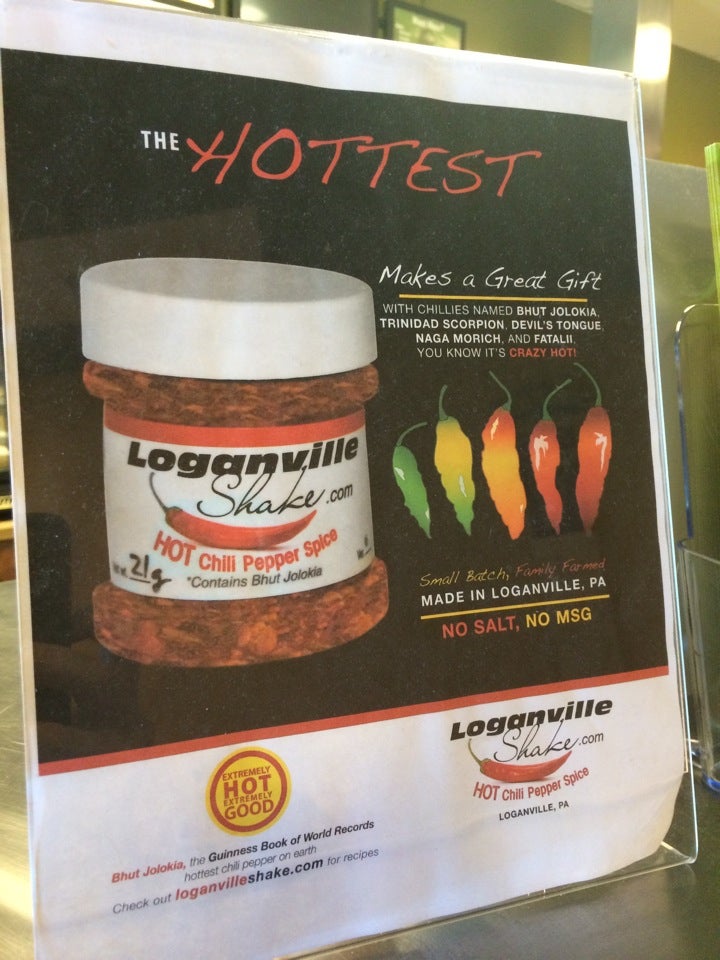 THE HOTTEST
Makes a Great Gift
WITH CHILLIES NAMED BHUT JOLOKIA,
TRINIDAD SCORPION, DEVIL'S TONGUE,
NAGA MORICH, AND FATALII.
YOU KNOW IT'S CRAZY HOT!
Loganville
Shake.com
HOT Chili Pepper Spice
*Contains Bhut Jolokia
21g
Small Batch, Family Farmed
MADE IN LOGANVILLE, PA
NO SALT, NO MSG
EXTREMELY
HOT
EXTREMELY
GOOD
Loganville
Shake.com
HOT Chili Pepper Spice
LOGANVILLE, PA
Bhut Jolokia, the Guinness Book of World Records
hottest chili pepper on earth
Check out loganvilleshake.com for recipes